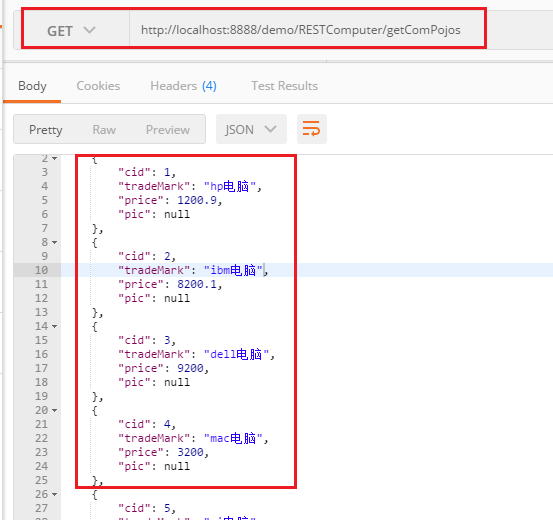 GET http://localhost:8888/demo/RESTComputer/getComPojos
Body Cookies Headers (4) Test Results
Pretty Raw Preview JSON
2 {
3 "cid": 1,
4 "tradeMark": "hp电脑",
5 "price": 1200.9,
6 "pic": null
7 },
8 {
9 "cid": 2,
10 "tradeMark": "ibm电脑",
11 "price": 8200.1,
12 "pic": null
13 },
14 {
15 "cid": 3,
16 "tradeMark": "dell电脑",
17 "price": 9200,
18 "pic": null
19 },
20 {
21 "cid": 4,
22 "tradeMark": "mac电脑",
23 "price": 3200,
24 "pic": null
25 },
26 {
27 "cid": 5,